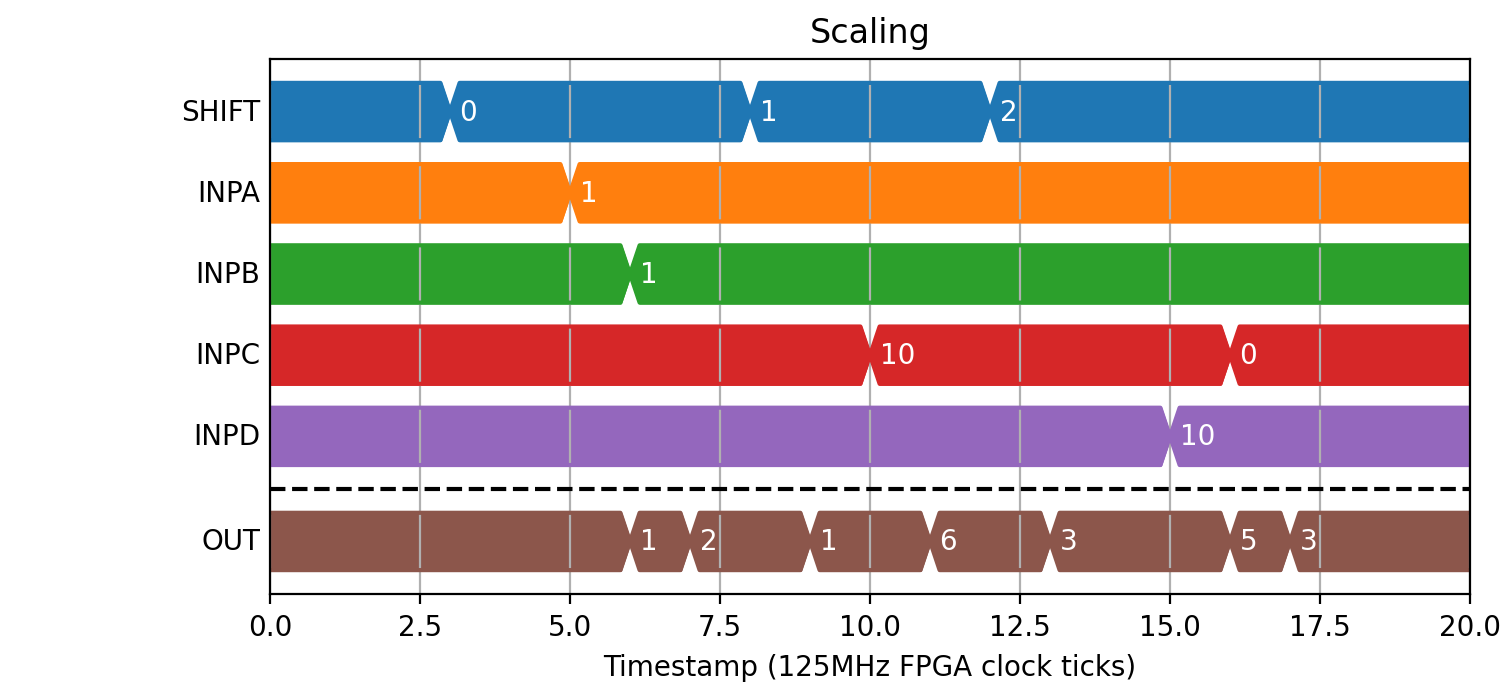 Scaling
SHIFT 0 1 2
INPA 1
INPB 1
INPC 10 0
INPD 10
OUT 1 2 1 6 3 5 3
0.0 2.5 5.0 7.5 10.0 12.5 15.0 17.5 20.0
Timestamp (125MHz FPGA clock ticks)